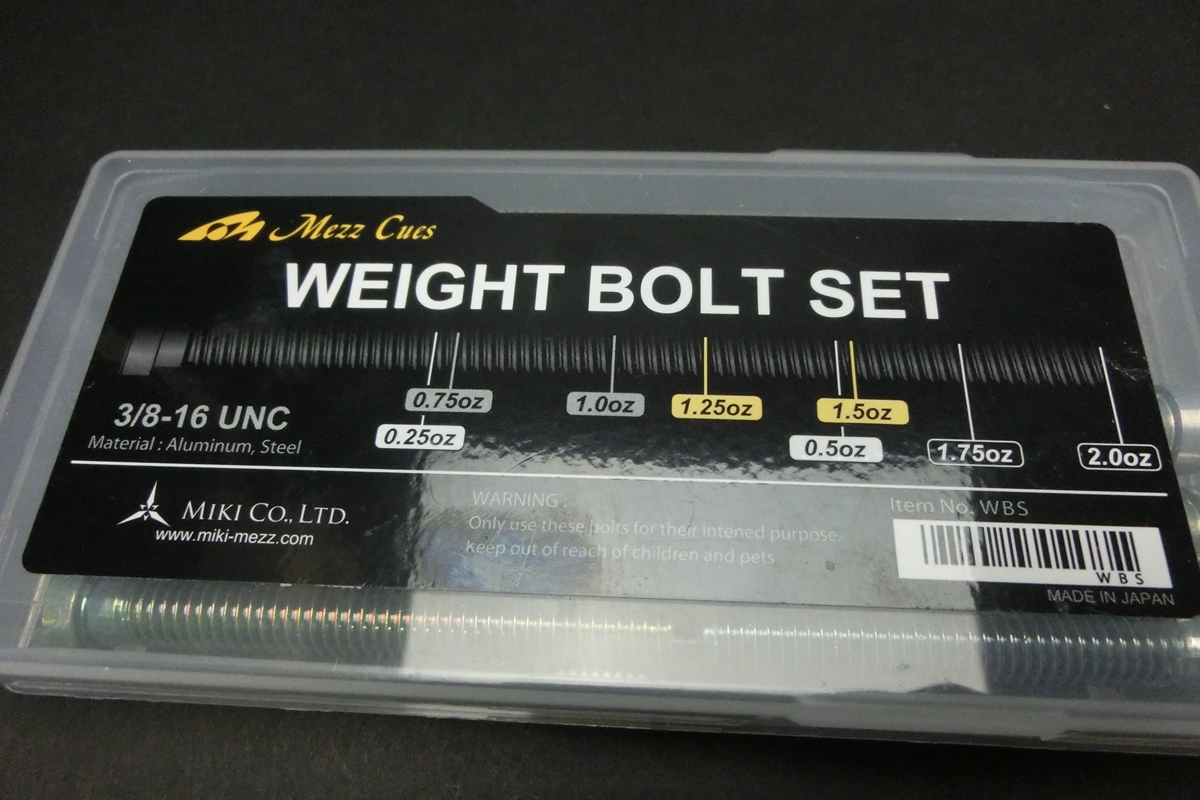 Mezz Cues
WEIGHT BOLT SET
0.75oz 1.0oz 1.25oz 1.5oz
0.25oz 0.5oz 1.75oz 2.0oz
3/8-16 UNC
Material : Aluminum, Steel
MIKI CO., LTD.
www.miki-mezz.com
WARNING :
Only use these bolts for their intened purpose.
Keep out of reach of children and pets
Item No. WBS
WBS
MADE IN JAPAN